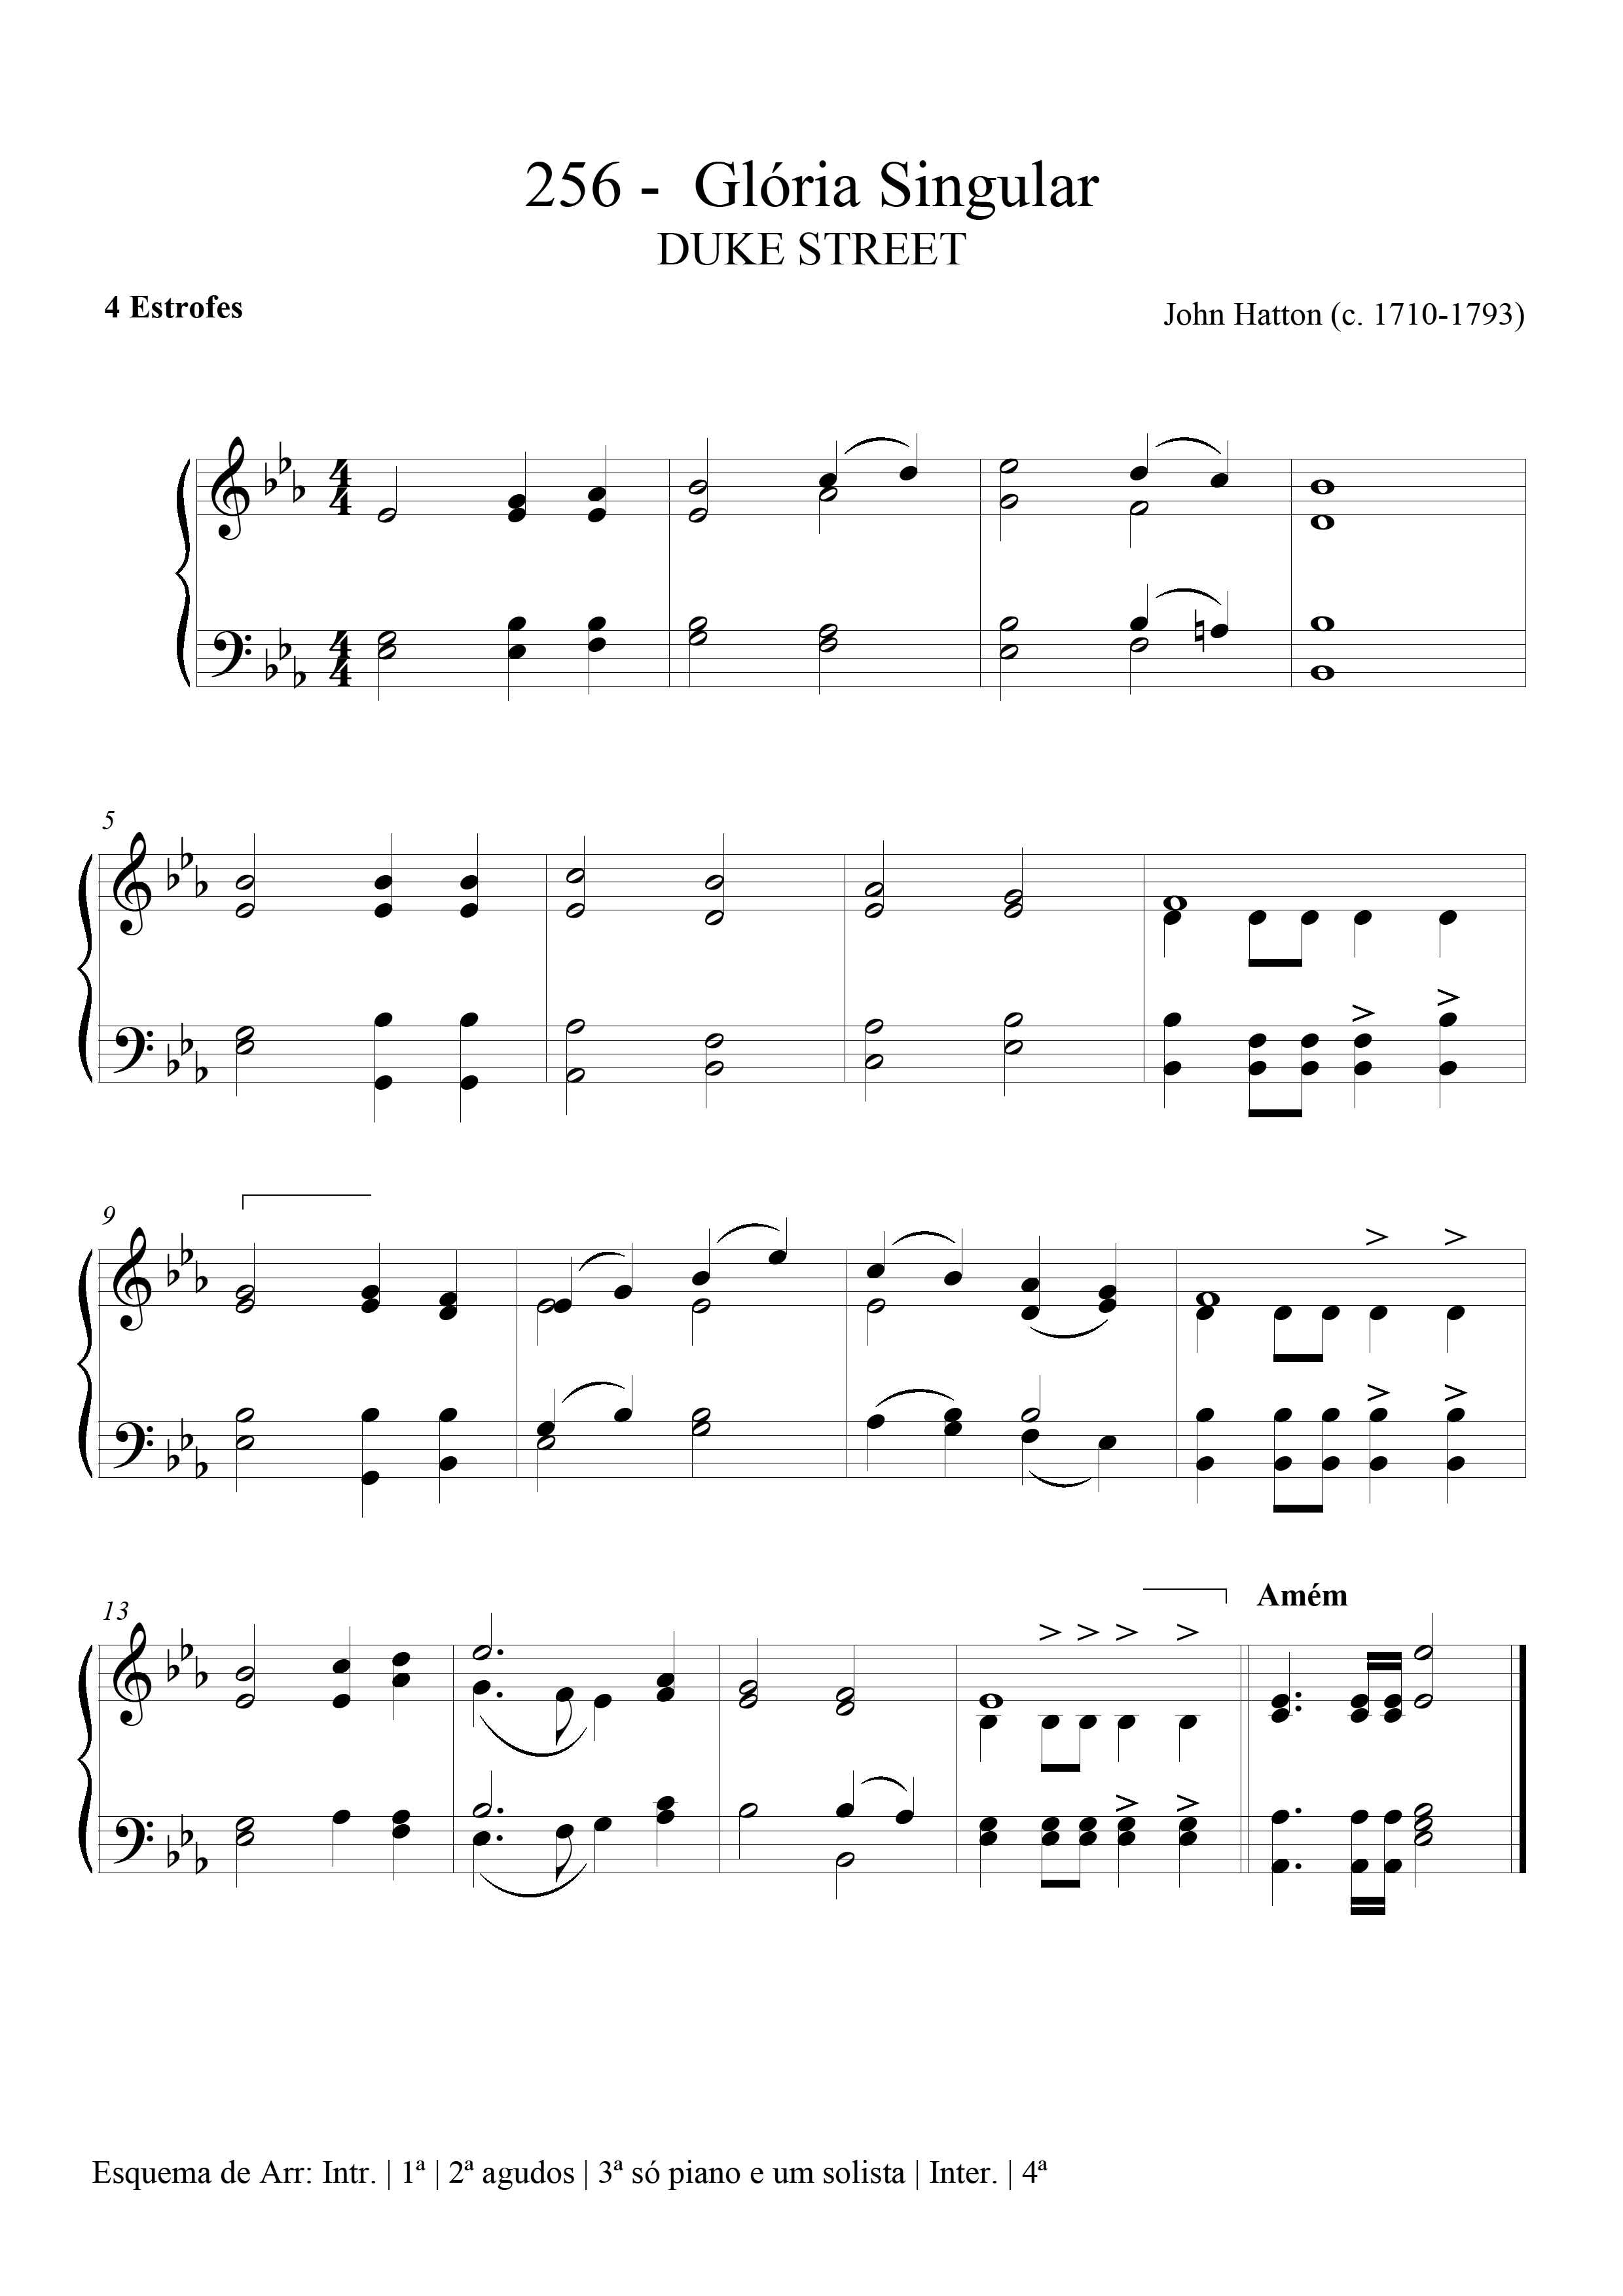 256 - Glória Singular
DUKE STREET
4 Estrofes
John Hatton (c. 1710-1793)
5
9
13
Amém
Esquema de Arr: Intr. | 1ª | 2ª agudos | 3ª só piano e um solista | Inter. | 4ª